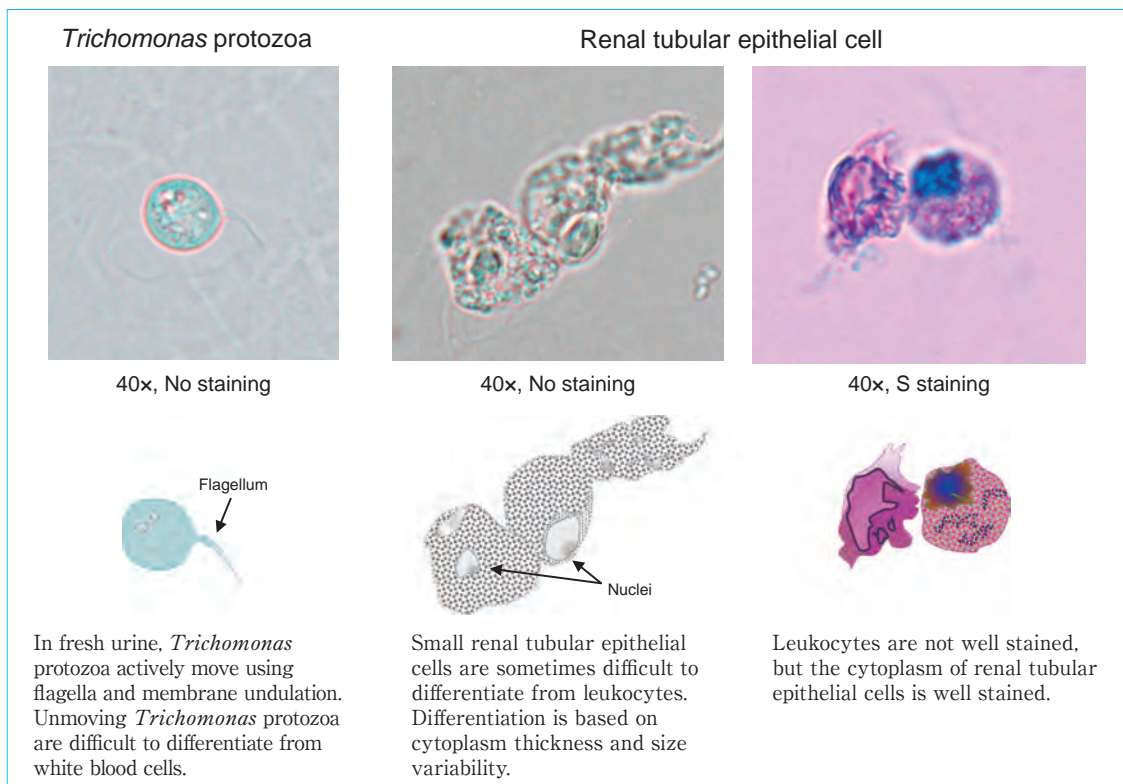 Trichomonas protozoa
Renal tubular epithelial cell
40×, No staining
40×, No staining
40×, S staining
Flagellum
Nuclei
In fresh urine, Trichomonas
protozoa actively move using
flagella and membrane undulation.
Unmoving Trichomonas protozoa
are difficult to differentiate from
white blood cells.
Small renal tubular epithelial
cells are sometimes difficult to
differentiate from leukocytes.
Differentiation is based on
cytoplasm thickness and size
variability.
Leukocytes are not well stained,
but the cytoplasm of renal tubular
epithelial cells is well stained.